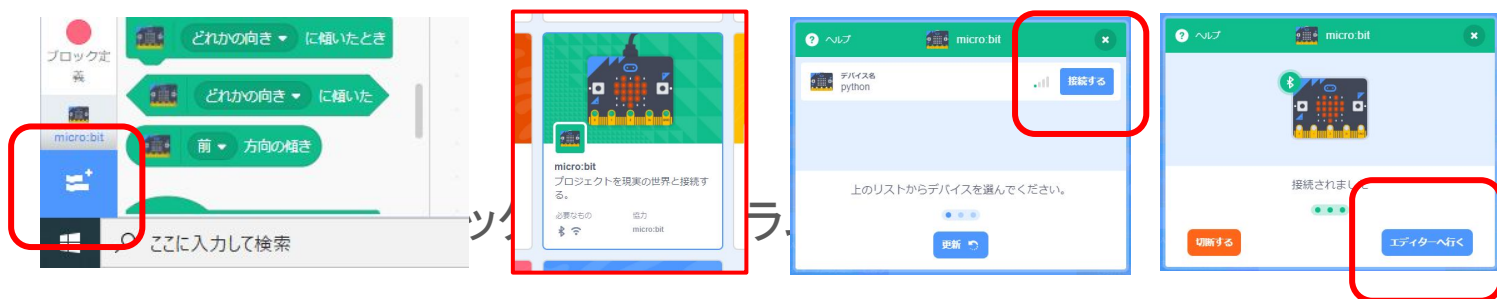 どれかの向き に傾いたとき
ブロック定
義
どれかの向き に傾いた
micro:bit
前 方向の傾き
ここに入力して検索
micro:bit
プロジェクトを現実の世界と接続す
る。
必要なもの 協力
micro:bit
ック
ラ
ヘルプ micro:bit
デバイス名
python
接続する
上のリストからデバイスを選んでください。
更新
ヘルプ micro:bit
接続されました
切断する エディターへ行く